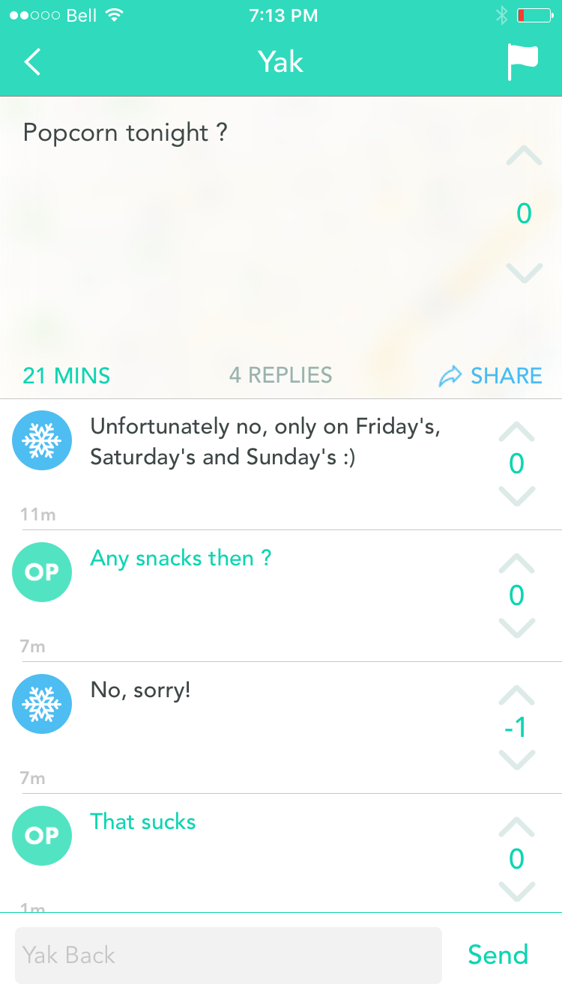 Bell 7:13 PM
Yak
Popcorn tonight ?
0
21 MINS 4 REPLIES SHARE
Unfortunately no, only on Friday's,
Saturday's and Sunday's :)
0
11m
OP Any snacks then ?
0
7m
No, sorry!
-1
7m
OP That sucks
0
1m
Yak Back Send